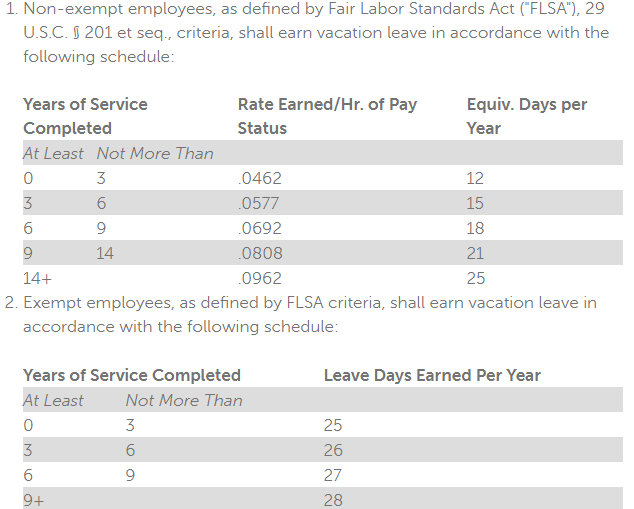 1. Non-exempt employees, as defined by Fair Labor Standards Act ("FLSA"), 29
U.S.C. § 201 et seq., criteria, shall earn vacation leave in accordance with the
following schedule:
Years of Service Rate Earned/Hr. of Pay Equiv. Days per
Completed Status Year
At Least Not More Than
0 3 .0462 12
3 6 .0577 15
6 9 .0692 18
9 14 .0808 21
14+ .0962 25
2. Exempt employees, as defined by FLSA criteria, shall earn vacation leave in
accordance with the following schedule:
Years of Service Completed Leave Days Earned Per Year
At Least Not More Than
0 3 25
3 6 26
6 9 27
9+ 28